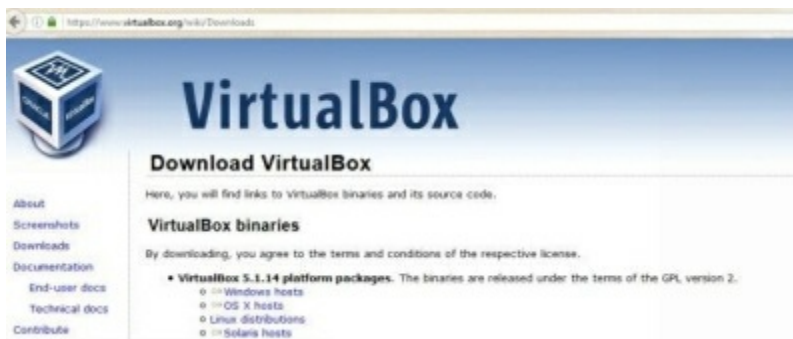 https://www.virtualbox.org/wiki/Downloads
VirtualBox
ORACLE
VirtualBox
Download VirtualBox
Here, you will find links to VirtualBox binaries and its source code.
VirtualBox binaries
By downloading, you agree to the terms and conditions of the respective license.
• VirtualBox 5.1.14 platform packages. The binaries are released under the terms of the GPL version 2.
Windows hosts
OS X hosts
Linux distributions
Solaris hosts
About
Screenshots
Downloads
Documentation
End-user docs
Technical docs
Contribute